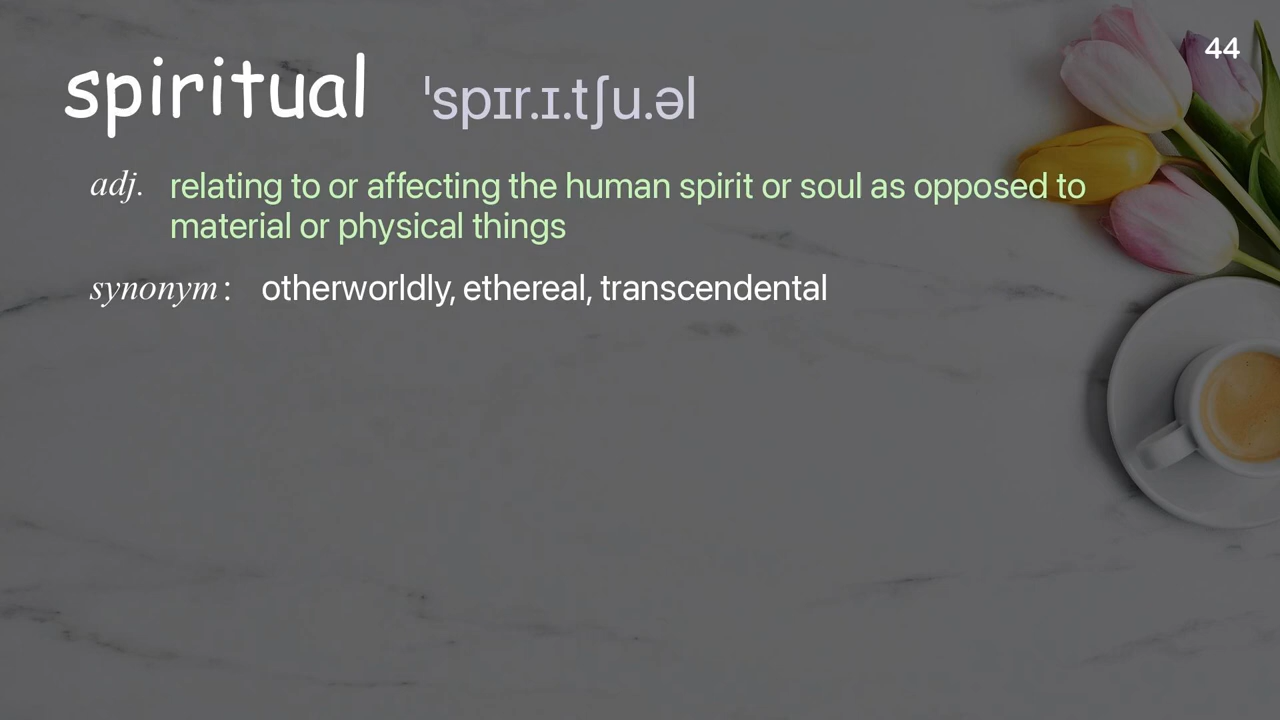 44
spiritual ˈspɪr.ɪ.tʃu.əl
adj. relating to or affecting the human spirit or soul as opposed to
material or physical things
synonym: otherworldly, ethereal, transcendental